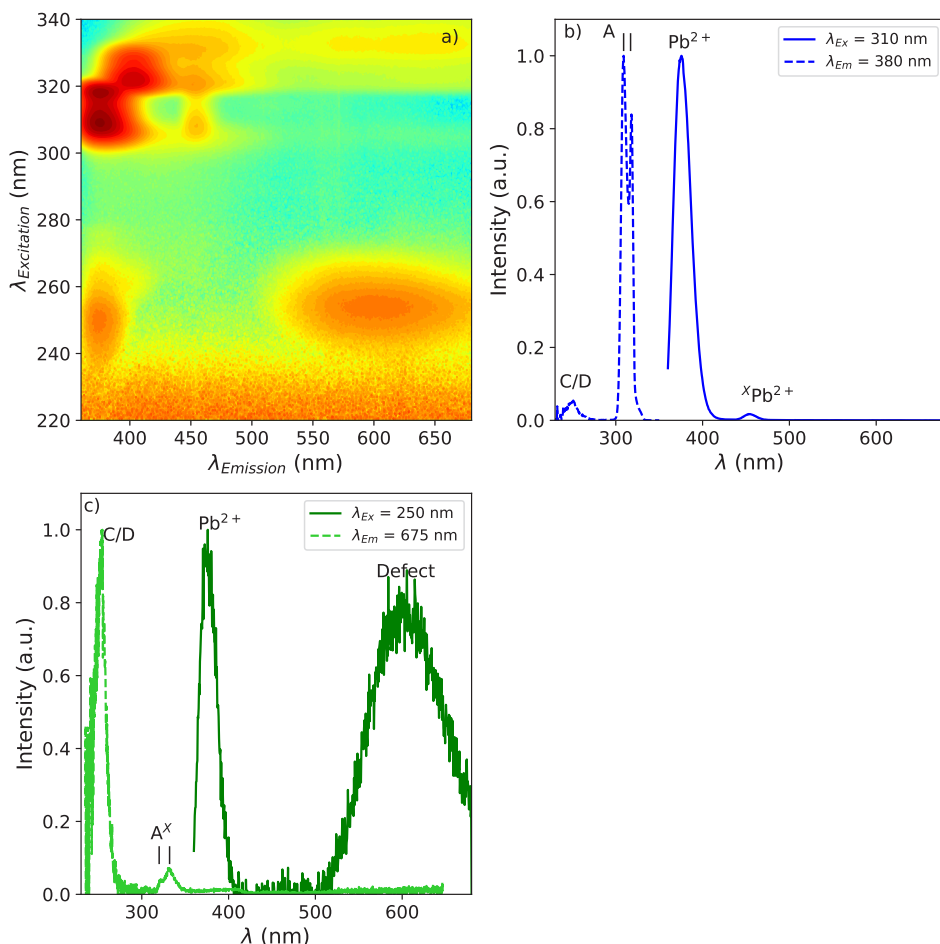 a)
340
320
300
280
260
240
220
λExcitation (nm)
400 450 500 550 600 650
λEmission (nm)
b)
A
Pb²⁺
λEx = 310 nm
λEm = 380 nm
C/D
ˣPb²⁺
1.0
0.8
0.6
0.4
0.2
0.0
Intensity (a.u.)
300 400 500 600
λ (nm)
c)
C/D
Pb²⁺
λEx = 250 nm
λEm = 675 nm
Defect
Aˣ
1.0
0.8
0.6
0.4
0.2
0.0
Intensity (a.u.)
300 400 500 600
λ (nm)